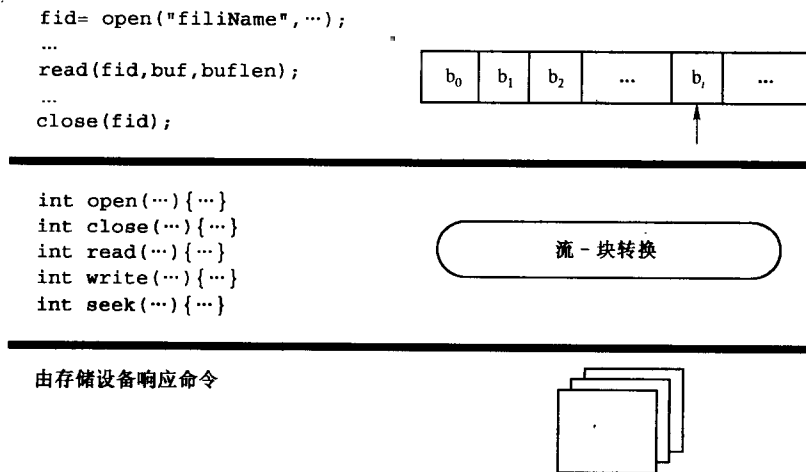 fid= open("filiName",…);
…
read(fid,buf,buflen);
…
close(fid);
b0 b1 b2 … bi …
int open(…){…}
int close(…){…}
int read(…){…}
int write(…){…}
int seek(…){…}
流-块转换
由存储设备响应命令